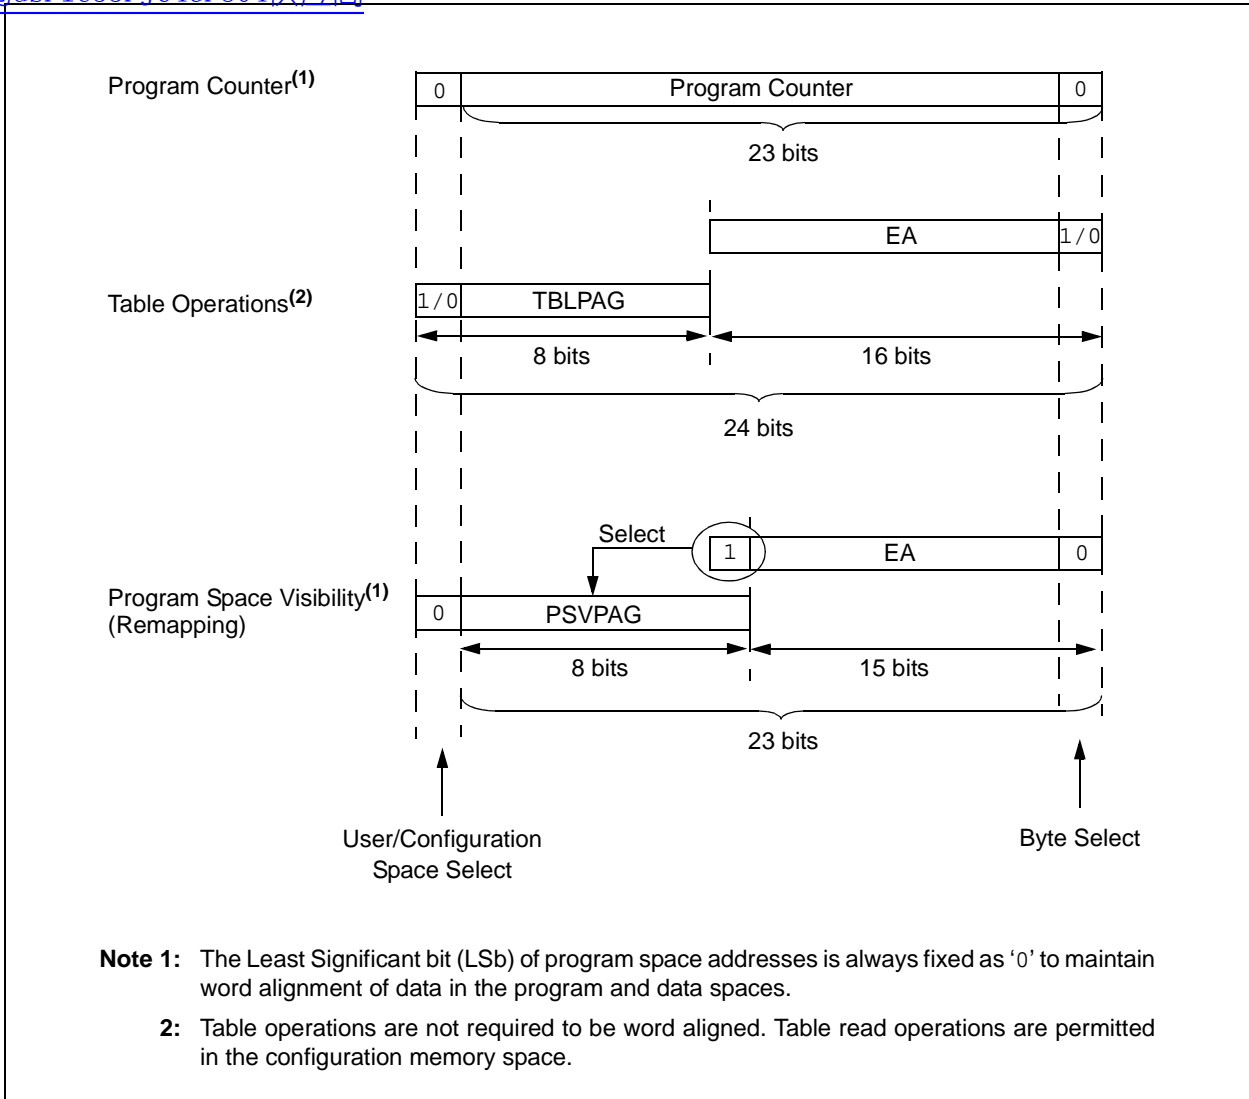 Program Counter(1)
0
Program Counter
0
23 bits
EA
1/0
Table Operations(2)
1/0
TBLPAG
8 bits
16 bits
24 bits
Select
1
EA
0
Program Space Visibility(1)
(Remapping)
0
PSVPAG
8 bits
15 bits
23 bits
User/Configuration
Space Select
Byte Select
Note 1: The Least Significant bit (LSb) of program space addresses is always fixed as ‘0’ to maintain
word alignment of data in the program and data spaces.
2: Table operations are not required to be word aligned. Table read operations are permitted
in the configuration memory space.